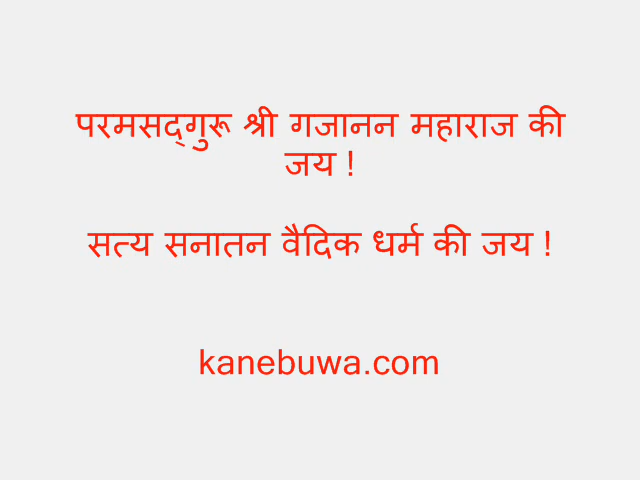 परमसद्‌गुरू श्री गजानन महाराज की
जय !
सत्य सनातन वैदिक धर्म की जय !
kanebuwa.com